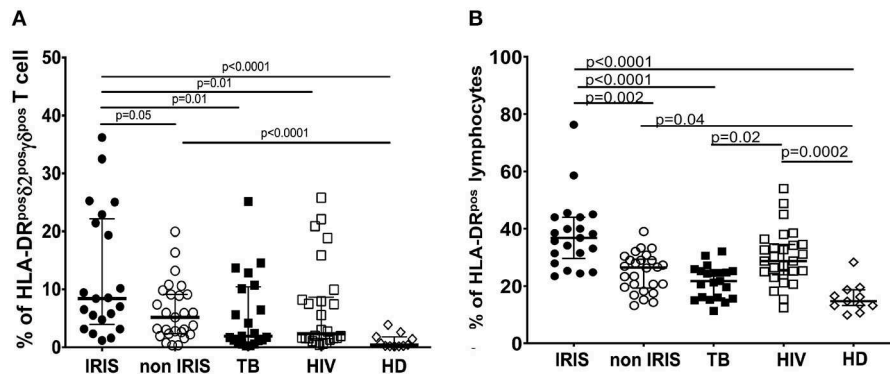 A
% of HLA-DRposδ2posγδpos T cell
50
40
30
20
10
0
p<0.0001
p=0.01
p=0.01
p=0.05
p<0.0001
IRIS non IRIS TB HIV HD
B
% of HLA-DRpos lymphocytes
100
80
60
40
20
0
p<0.0001
p<0.0001
p=0.002
p=0.04
p=0.02
p=0.0002
IRIS non IRIS TB HIV HD